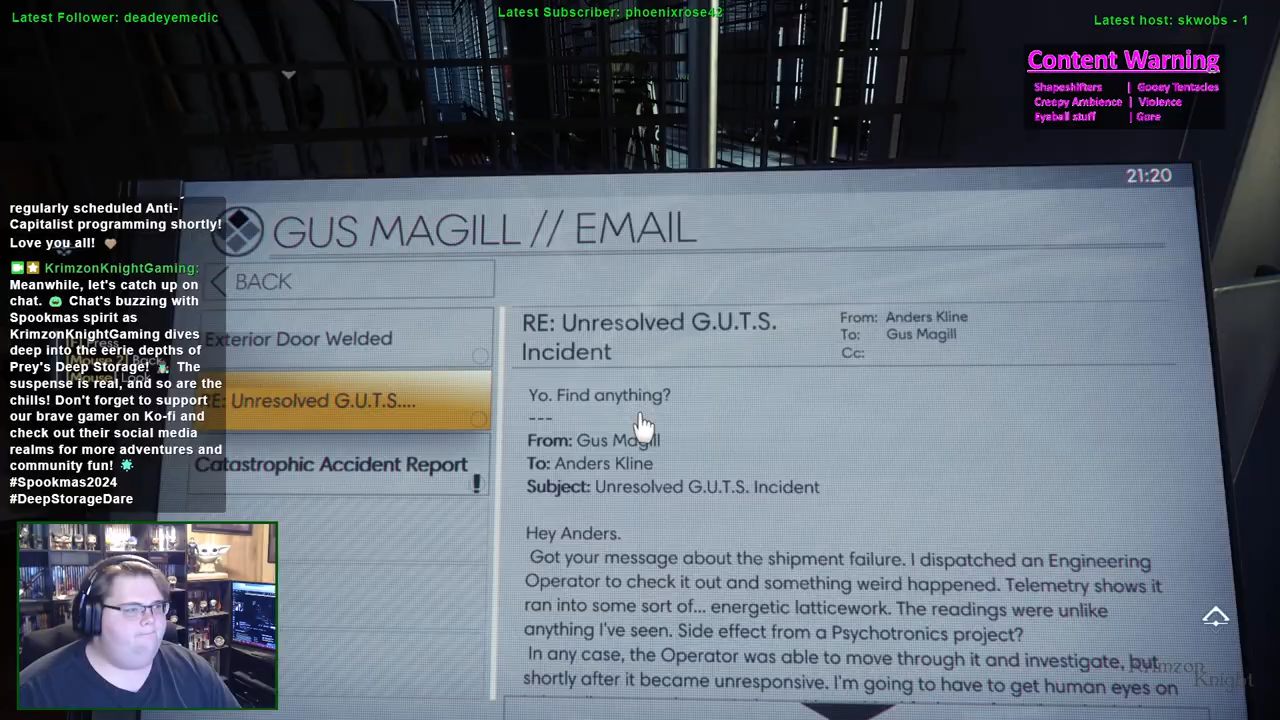 Latest Follower: deadeyemedic
Latest Subscriber: phoenixrose42
Latest host: skwobs - 1
Content Warning
Shapeshifters | Gooey Tentacles
Creepy Ambience | Violence
Eyeball stuff | Gore
21:20
GUS MAGILL // EMAIL
BACK
Exterior Door Welded
RE: Unresolved G.U.T.S....
Catastrophic Accident Report
!
RE: Unresolved G.U.T.S.
Incident
From: Anders Kline
To: Gus Magill
Cc:
Yo. Find anything?
---
From: Gus Magill
To: Anders Kline
Subject: Unresolved G.U.T.S. Incident
Hey Anders.
Got your message about the shipment failure. I dispatched an Engineering
Operator to check it out and something weird happened. Telemetry shows it
ran into some sort of... energetic latticework. The readings were unlike
anything I've seen. Side effect from a Psychotronics project?
In any case, the Operator was able to move through it and investigate, but
shortly after it became unresponsive. I'm going to have to get human eyes on
regularly scheduled Anti-
Capitalist programming shortly!
Love you all!
KrimzonKnightGaming:
Meanwhile, let's catch up on
chat. Chat's buzzing with
Spookmas spirit as
KrimzonKnightGaming dives
deep into the eerie depths of
Prey's Deep Storage! The
suspense is real, and so are the
chills! Don't forget to support
our brave gamer on Ko-fi and
check out their social media
realms for more adventures and
community fun!
#Spookmas2024
#DeepStorageDare
[F] Press
[Mouse 2] Back
[Mouse] Look
Krimzon
Knight